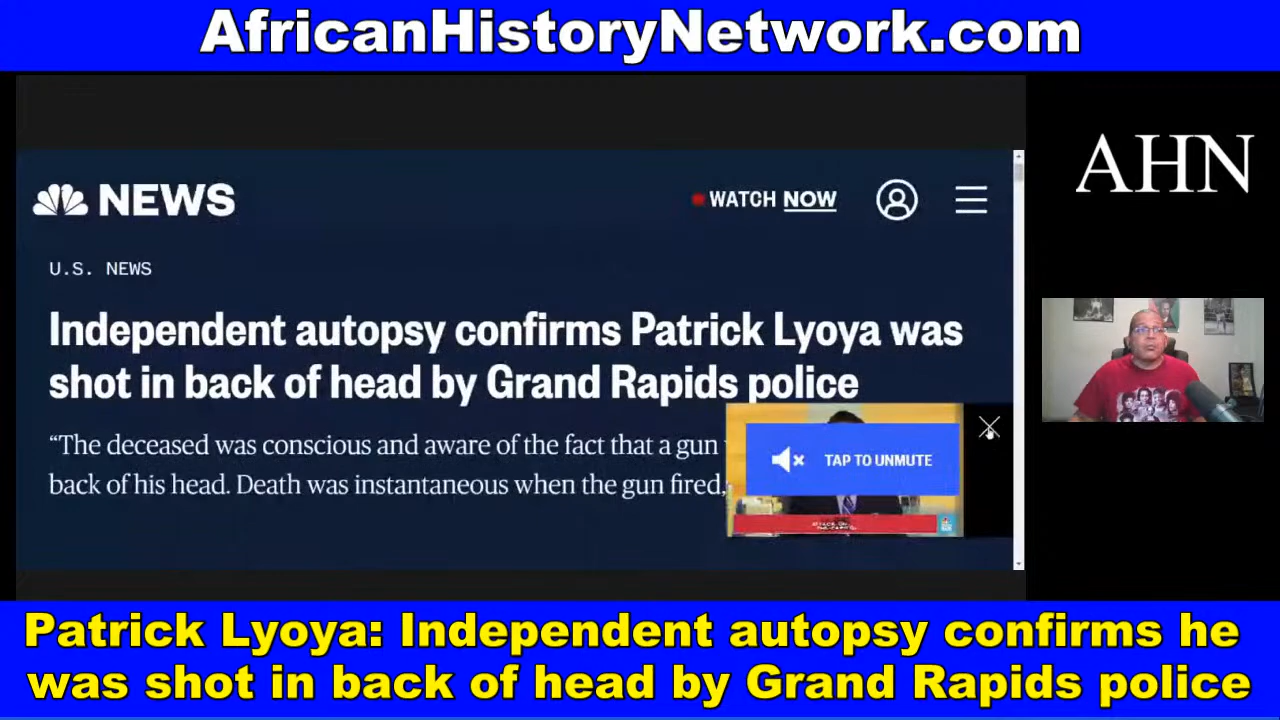 AfricanHistoryNetwork.com
AHN
NEWS
WATCH NOW
U.S. NEWS
Independent autopsy confirms Patrick Lyoya was
shot in back of head by Grand Rapids police
“The deceased was conscious and aware of the fact that a gun
back of his head. Death was instantaneous when the gun fired,
TAP TO UNMUTE
Patrick Lyoya: Independent autopsy confirms he
was shot in back of head by Grand Rapids police